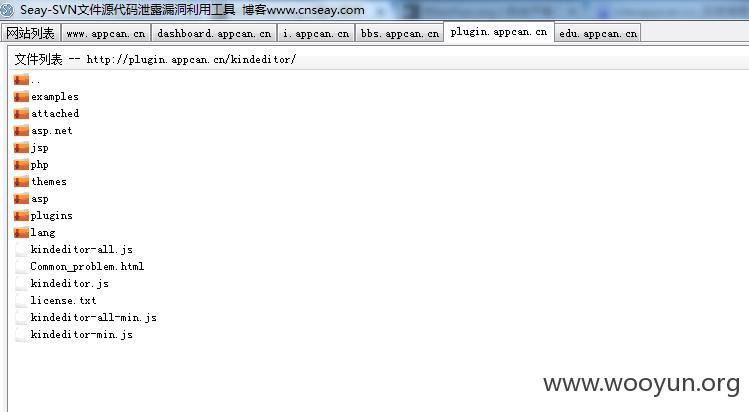 Seay-SVN文件源代码泄露漏洞利用工具 博客www.cnseay.com
网站列表 www.appcan.cn dashboard.appcan.cn i.appcan.cn bbs.appcan.cn plugin.appcan.cn edu.appcan.cn
文件列表 -- http://plugin.appcan.cn/kindeditor/
..
examples
attached
asp.net
jsp
php
themes
asp
plugins
lang
kindeditor-all.js
Common_problem.html
kindeditor.js
license.txt
kindeditor-all-min.js
kindeditor-min.js
www.wooyun.org